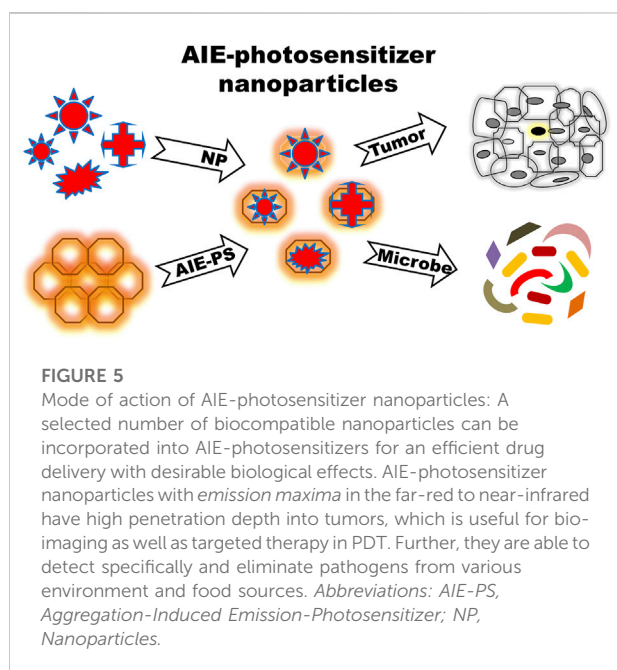 AIE-photosensitizer
nanoparticles
NP
Tumor
AIE-PS
Microbe
FIGURE 5
Mode of action of AIE-photosensitizer nanoparticles: A
selected number of biocompatible nanoparticles can be
incorporated into AIE-photosensitizers for an efficient drug
delivery with desirable biological effects. AIE-photosensitizer
nanoparticles with emission maxima in the far-red to near-infrared
have high penetration depth into tumors, which is useful for bio-
imaging as well as targeted therapy in PDT. Further, they are able to
detect specifically and eliminate pathogens from various
environment and food sources. Abbreviations: AIE-PS,
Aggregation-Induced Emission-Photosensitizer; NP,
Nanoparticles.